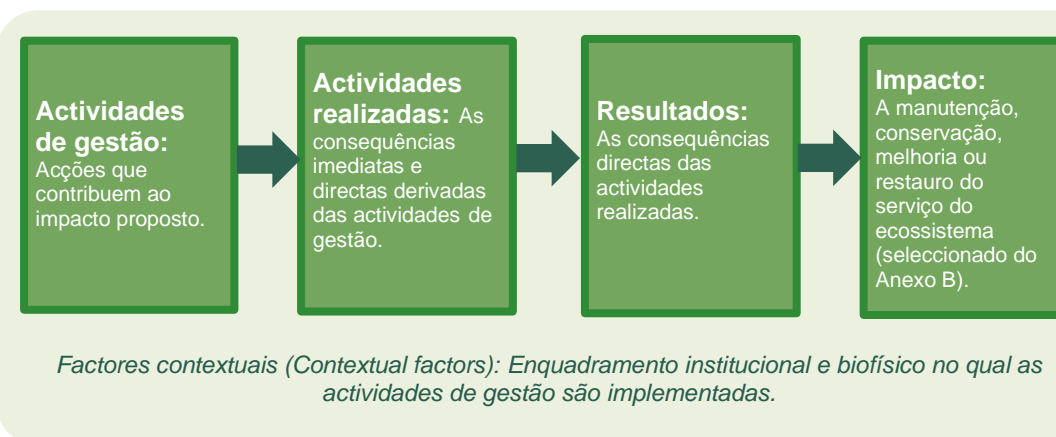 Actividades
de gestão:
Acções que
contribuem ao
impacto proposto.
Actividades
realizadas: As
consequências
imediatas e
directas derivadas
das actividades de
gestão.
Resultados:
As consequências
directas das
actividades
realizadas.
Impacto:
A manutenção,
conservação,
melhoria ou
restauro do
serviço do
ecossistema
(seleccionado do
Anexo B).
Factores contextuais (Contextual factors): Enquadramento institucional e biofísico no qual as
actividades de gestão são implementadas.